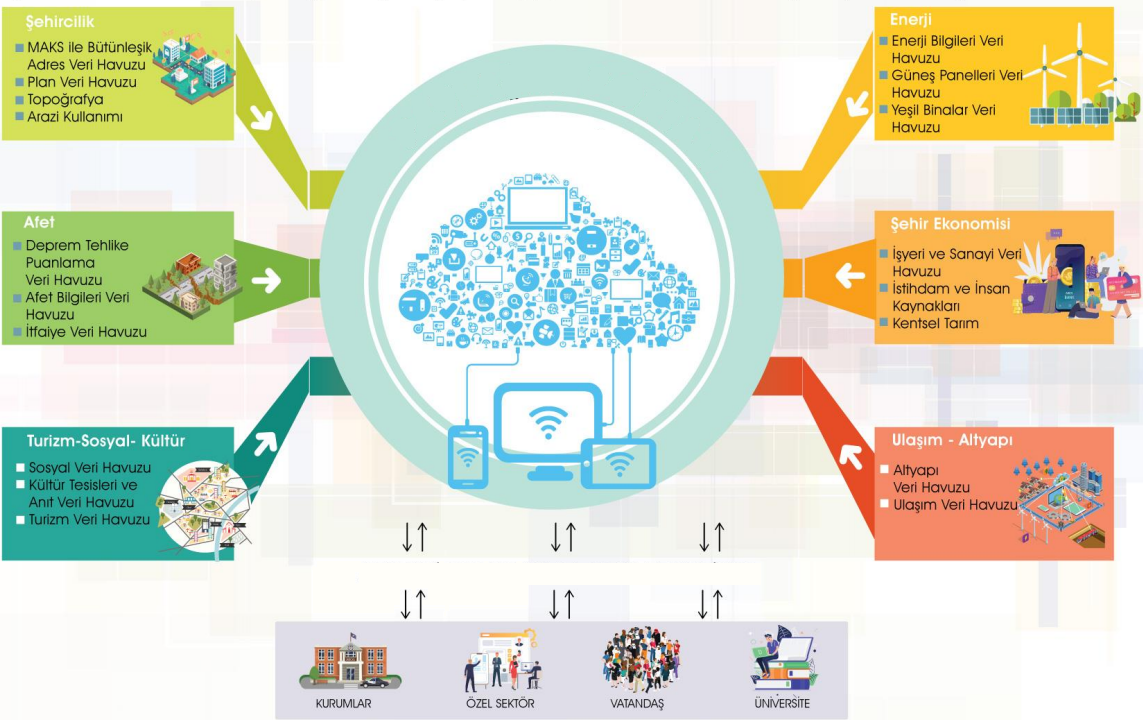 Şehircilik
MAKS ile Bütünleşik
Adres Veri Havuzu
Plan Veri Havuzu
Topoğrafya
Arazi Kullanımı
Afet
Deprem Tehlike
Puanlama
Veri Havuzu
Afet Bilgileri Veri
Havuzu
İtfaiye Veri Havuzu
Turizm-Sosyal- Kültür
Sosyal Veri Havuzu
Kültür Tesisleri ve
Anıt Veri Havuzu
Turizm Veri Havuzu
Enerji
Enerji Bilgileri Veri
Havuzu
Güneş Panelleri Veri
Havuzu
Yeşil Binalar Veri
Havuzu
Şehir Ekonomisi
İşyeri ve Sanayi Veri
Havuzu
İstihdam ve İnsan
Kaynakları
Kentsel Tarım
Ulaşım - Altyapı
Altyapı
Veri Havuzu
Ulaşım Veri Havuzu
KURUMLAR
ÖZEL SEKTÖR
VATANDAŞ
ÜNİVERSİTE